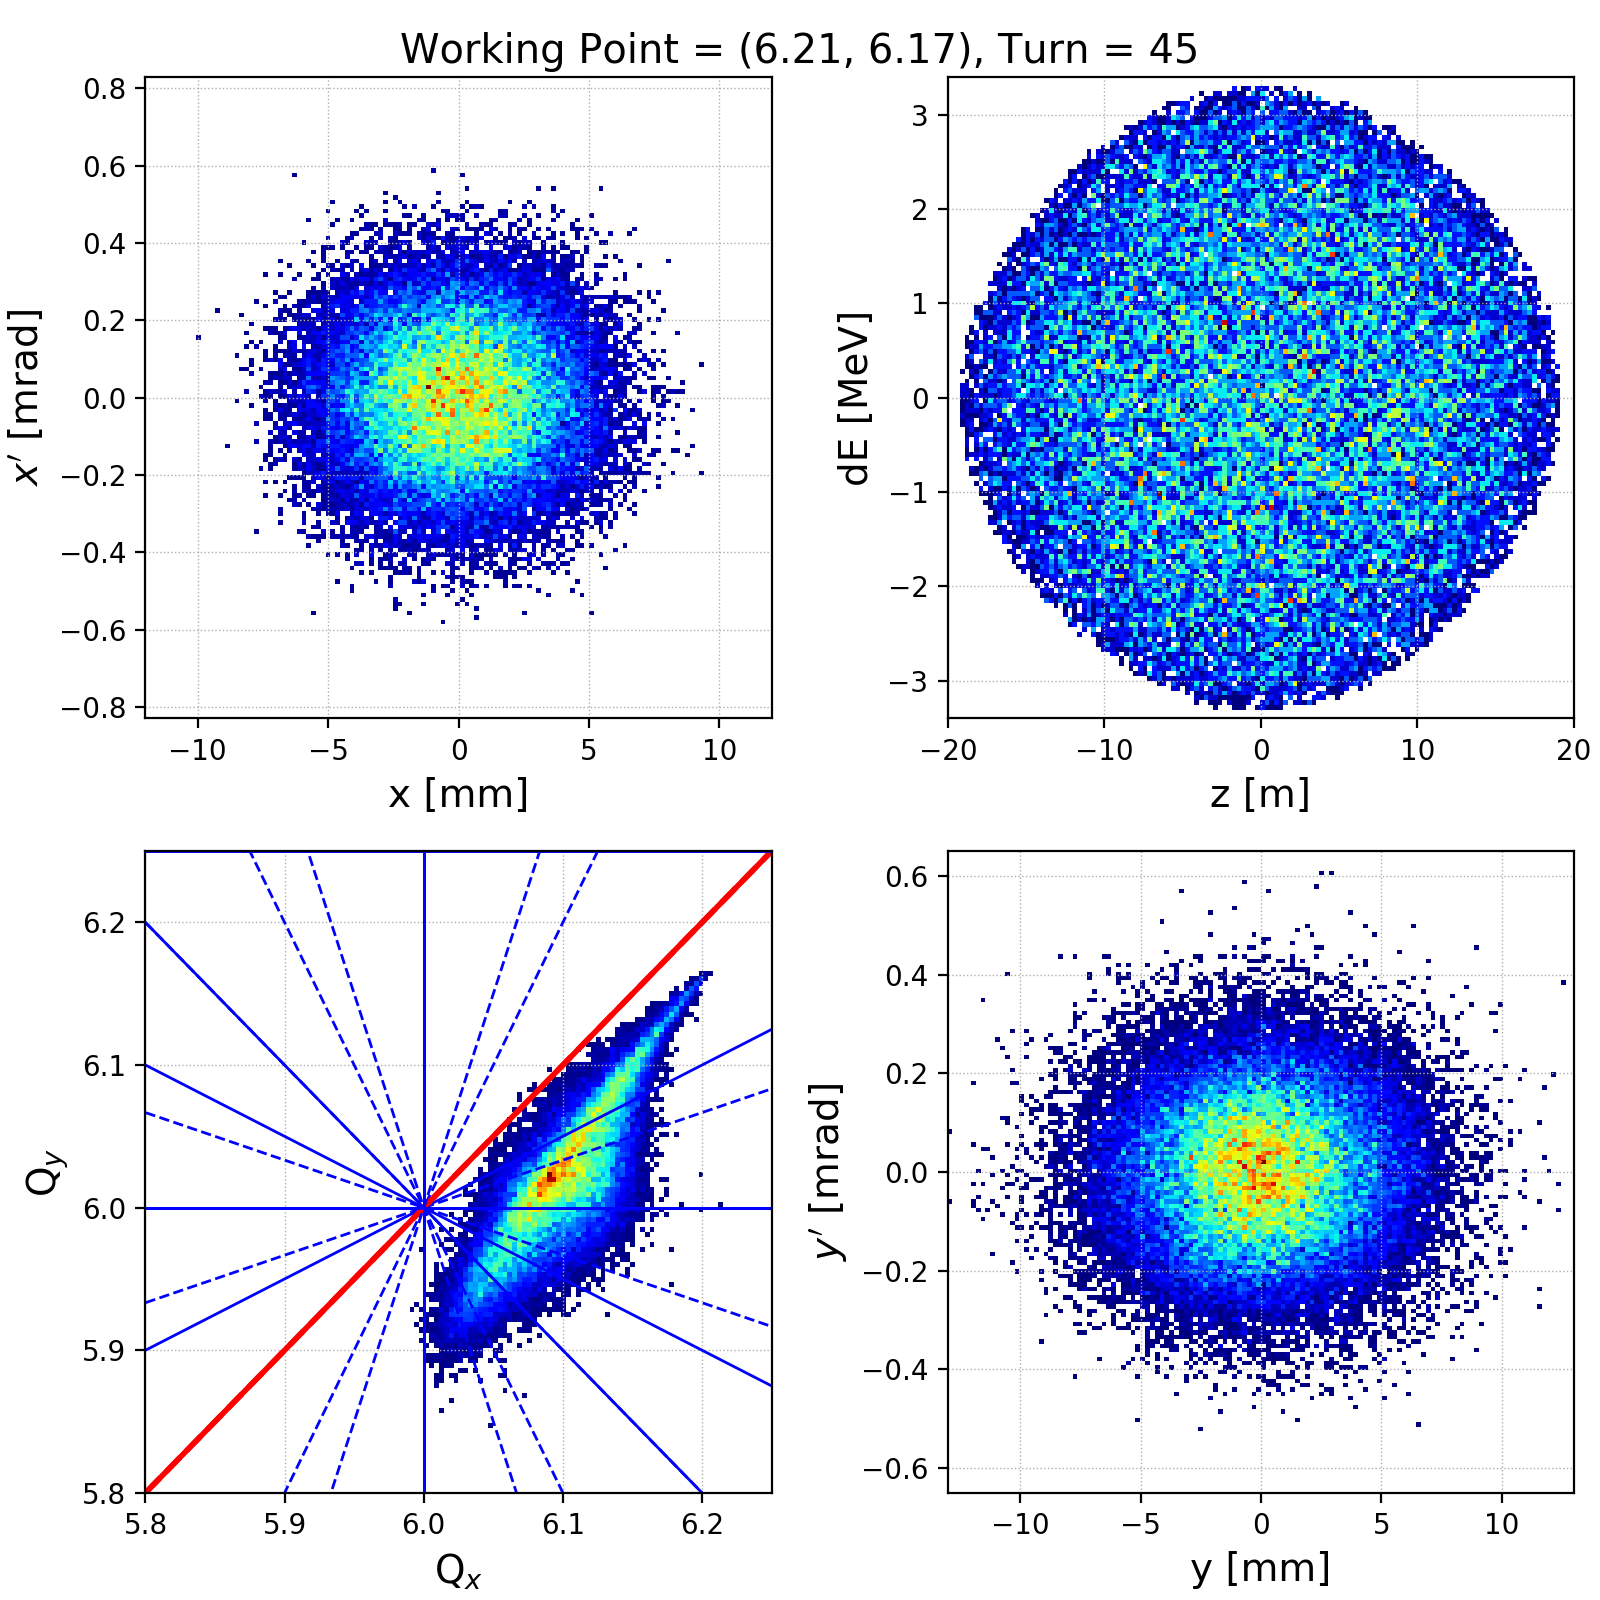 Working Point = (6.21, 6.17), Turn = 45
0.8
0.6
0.4
0.2
0.0
−0.2
−0.4
−0.6
−0.8
x′ [mrad]
−10 −5 0 5 10
x [mm]
3
2
1
0
−1
−2
−3
dE [MeV]
−20 −10 0 10 20
z [m]
6.2
6.1
6.0
5.9
5.8
Qy
5.8 5.9 6.0 6.1 6.2
Qx
0.6
0.4
0.2
0.0
−0.2
−0.4
−0.6
y′ [mrad]
−10 −5 0 5 10
y [mm]